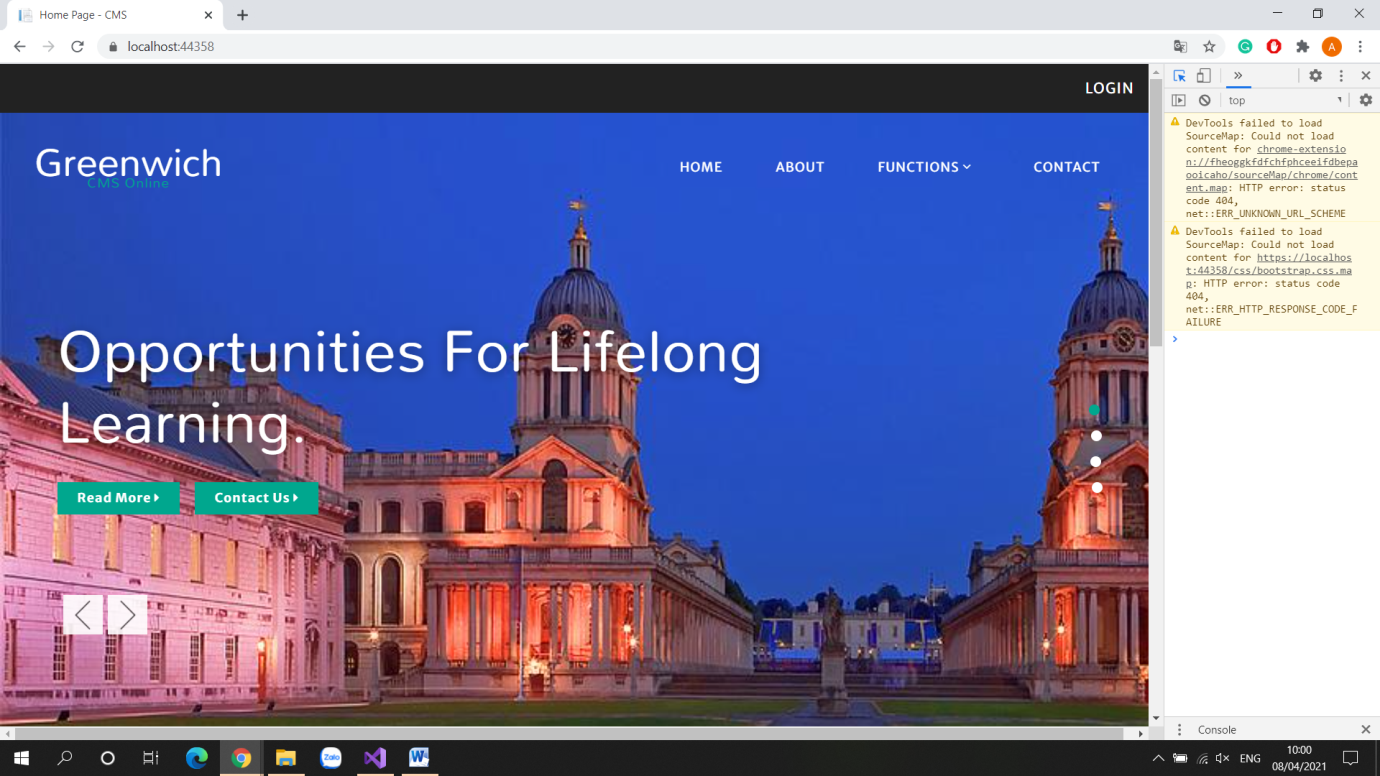 Home Page - CMS
localhost:44358
A
LOGIN
Greenwich
CMS Online
HOME
ABOUT
FUNCTIONS
CONTACT
Opportunities For Lifelong
Learning.
Read More
Contact Us
top
DevTools failed to load
SourceMap: Could not load
content for chrome-extensio
n://fheoggkfdfchfphceeifdbepa
ooicaho/sourceMap/chrome/cont
ent.map: HTTP error: status
code 404,
net::ERR_UNKNOWN_URL_SCHEME
DevTools failed to load
SourceMap: Could not load
content for https://localhos
t:44358/css/bootstrap.css.ma
p: HTTP error: status code
404,
net::ERR_HTTP_RESPONSE_CODE_F
AILURE
Console
Zalo
W
ENG
10:00
08/04/2021